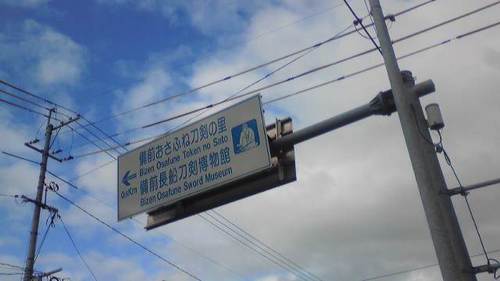 備前おさふね刀剣の里
Bizen Osafune Token no Sato
備前長船刀剣博物館
Bizen Osafune Sword Museum